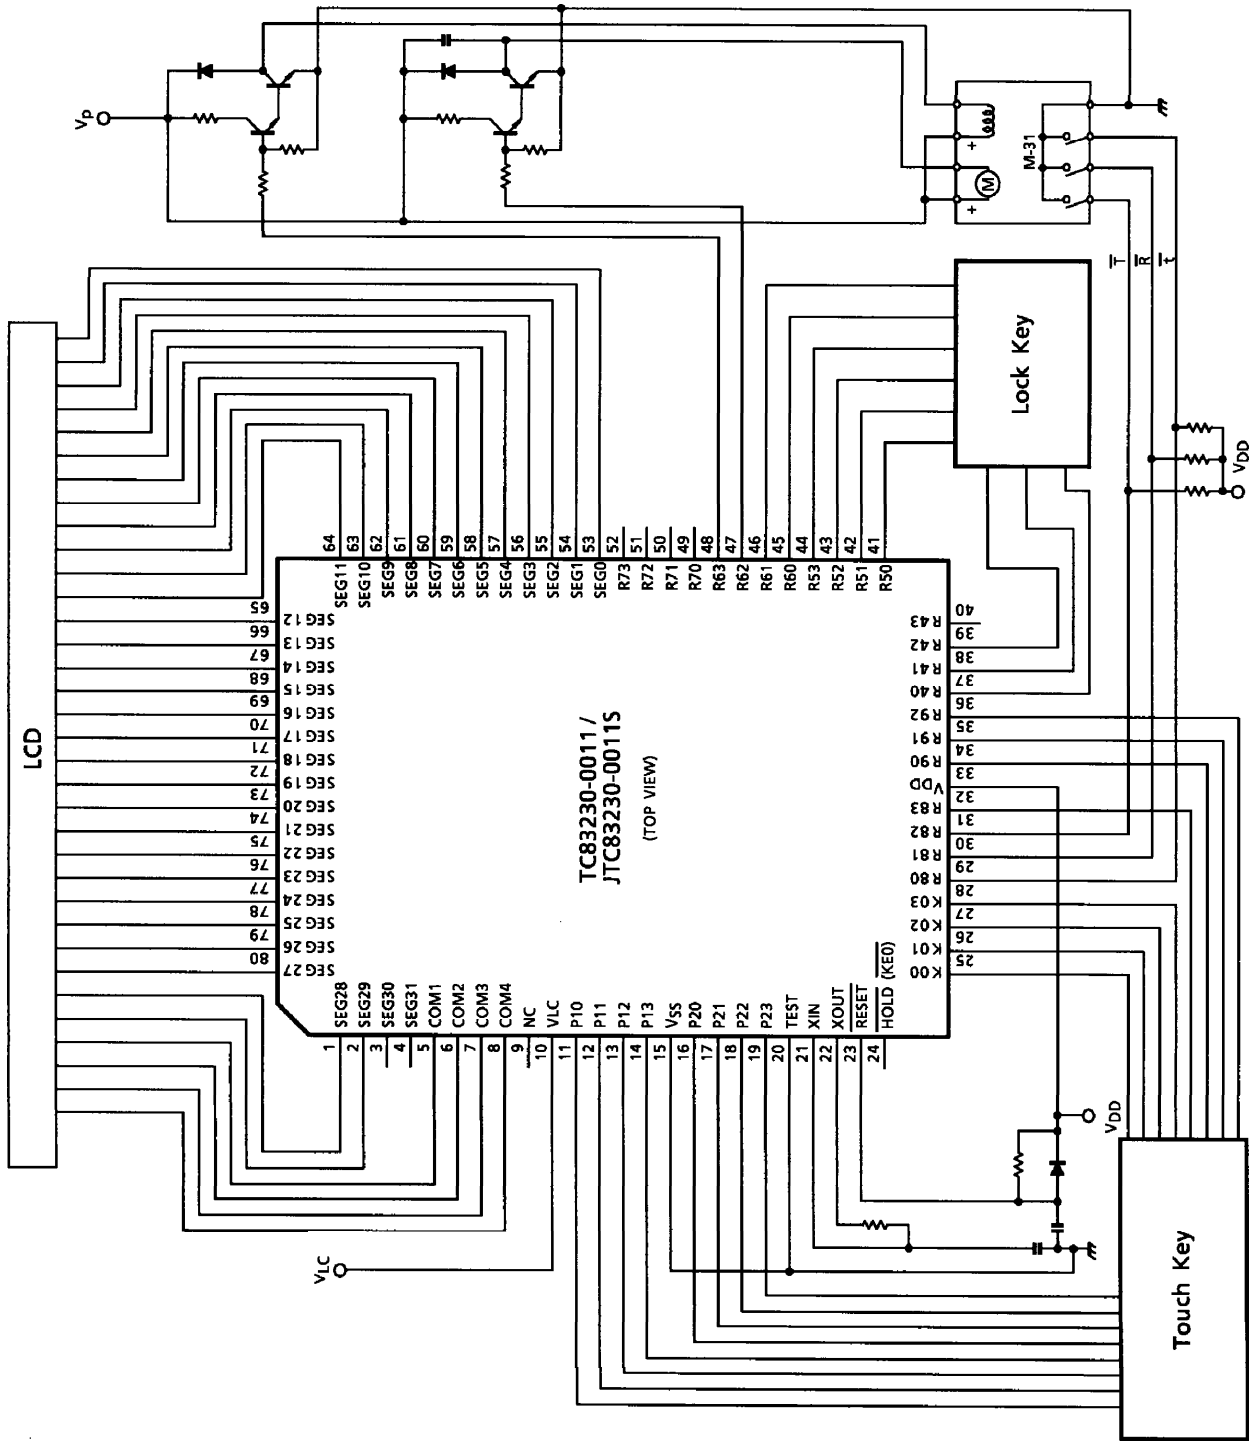 LCD
VP
VLC
TC83230-0011 /
JTC83230-0011S
(TOP VIEW)
M-31
M
+
+
T
R
t
Lock Key
VDD
VDD
Touch Key
1 SEG28
2 SEG29
3 SEG30
4 SEG31
5 COM1
6 COM2
7 COM3
8 COM4
9 NC
10 VLC
11 P10
12 P11
13 P12
14 P13
15 VSS
16 P20
17 P21
18 P22
19 P23
20 TEST
21 XIN
22 XOUT
23 RESET
24 HOLD (KE0)
25 K00
26 K01
27 K02
28 K03
29 R80
30 R81
31 R82
32 R83
33 VDD
34 R90
35 R91
36 R92
37 R40
38 R41
39 R42
40 R43
41 R50
42 R51
43 R52
44 R53
45 R60
46 R61
47 R62
48 R63
49 R70
50 R71
51 R72
52 R73
53 SEG0
54 SEG1
55 SEG2
56 SEG3
57 SEG4
58 SEG5
59 SEG6
60 SEG7
61 SEG8
62 SEG9
63 SEG10
64 SEG11
65 SEG12
66 SEG13
67 SEG14
68 SEG15
69 SEG16
70 SEG17
71 SEG18
72 SEG19
73 SEG20
74 SEG21
75 SEG22
76 SEG23
77 SEG24
78 SEG25
79 SEG26
80 SEG27